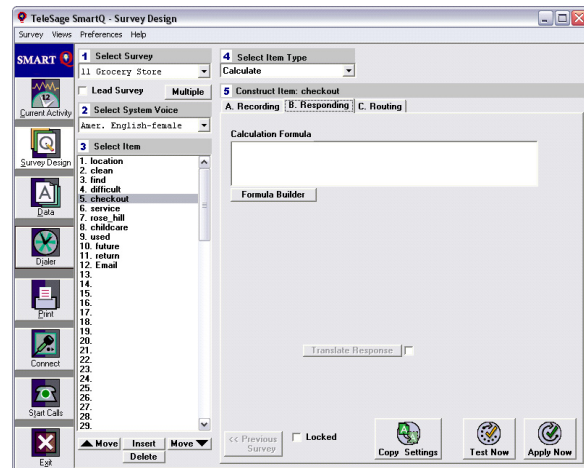 TeleSage SmartQ - Survey Design
Survey Views Preferences Help
SMART Q
Current Activity
Survey Design
Data
Dialer
Print
Connect
Start Calls
Exit
1 Select Survey
11 Grocery Store
Lead Survey Multiple
2 Select System Voice
Amer. English-female
3 Select Item
1. location
2. clean
3. find
4. difficult
5. checkout
6. service
7. rose_hill
8. childcare
9. used
10. future
11. return
12. Email
13.
14.
15.
16.
17.
18.
19.
20.
21.
22.
23.
24.
25.
26.
27.
28.
29.
Move Insert Move
Delete
4 Select Item Type
Calculate
5 Construct Item: checkout
A. Recording B. Responding C. Routing
Calculation Formula
Formula Builder
Translate Response
<< Previous
Survey
Locked
Copy Settings
Test Now
Apply Now